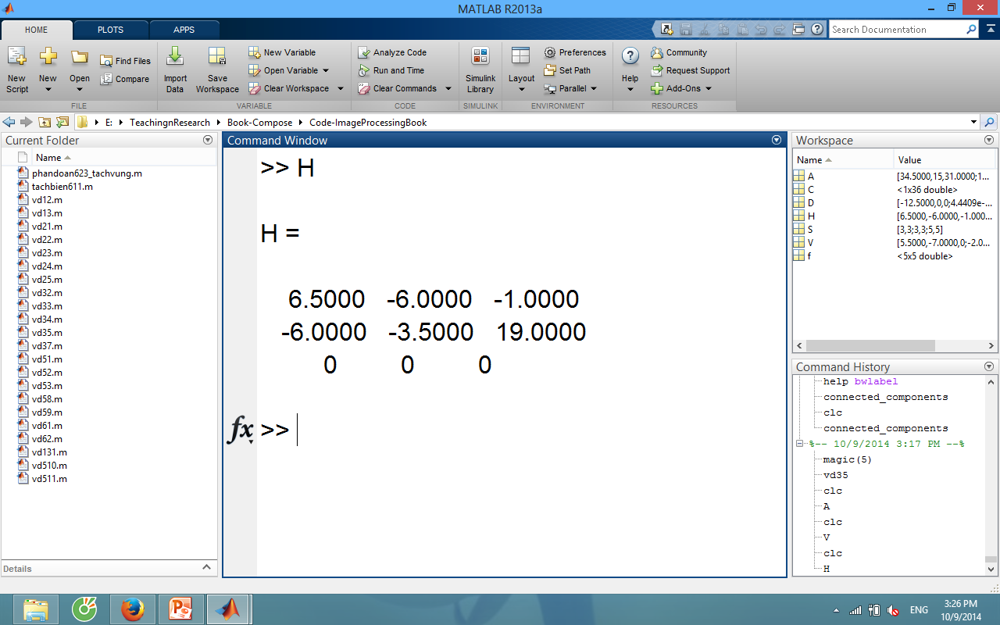 MATLAB R2013a
HOME PLOTS APPS
Search Documentation
New Script
New
Open
Find Files
Compare
Import Data
Save Workspace
New Variable
Open Variable
Clear Workspace
Analyze Code
Run and Time
Clear Commands
Simulink Library
Layout
Preferences
Set Path
Parallel
Help
Community
Request Support
Add-Ons
FILE VARIABLE CODE SIMULINK ENVIRONMENT RESOURCES
E: TeachingnResearch Book-Compose Code-ImageProcessingBook
Current Folder
Name
phandoan623_tachvung.m
tachbien611.m
vd12.m
vd13.m
vd21.m
vd22.m
vd23.m
vd24.m
vd25.m
vd32.m
vd33.m
vd34.m
vd35.m
vd37.m
vd51.m
vd52.m
vd53.m
vd58.m
vd59.m
vd61.m
vd62.m
vd131.m
vd510.m
vd511.m
Details
Command Window
>> H
H =
6.5000 -6.0000 -1.0000
-6.0000 -3.5000 19.0000
0 0 0
fx >>
Workspace
Name Value
A [34.5000,15,31.0000;1...
C <1x36 double>
D [-12.5000,0,0;4.4409e-...
H [6.5000,-6.0000,-1.000...
S [3,3;3,3;5,5]
V [5.5000,-7.0000,0;-2.0...
f <5x5 double>
Command History
help bwlabel
connected_components
clc
connected_components
%-- 10/9/2014 3:17 PM --%
magic(5)
vd35
clc
A
clc
V
clc
H
ENG
3:26 PM
10/9/2014